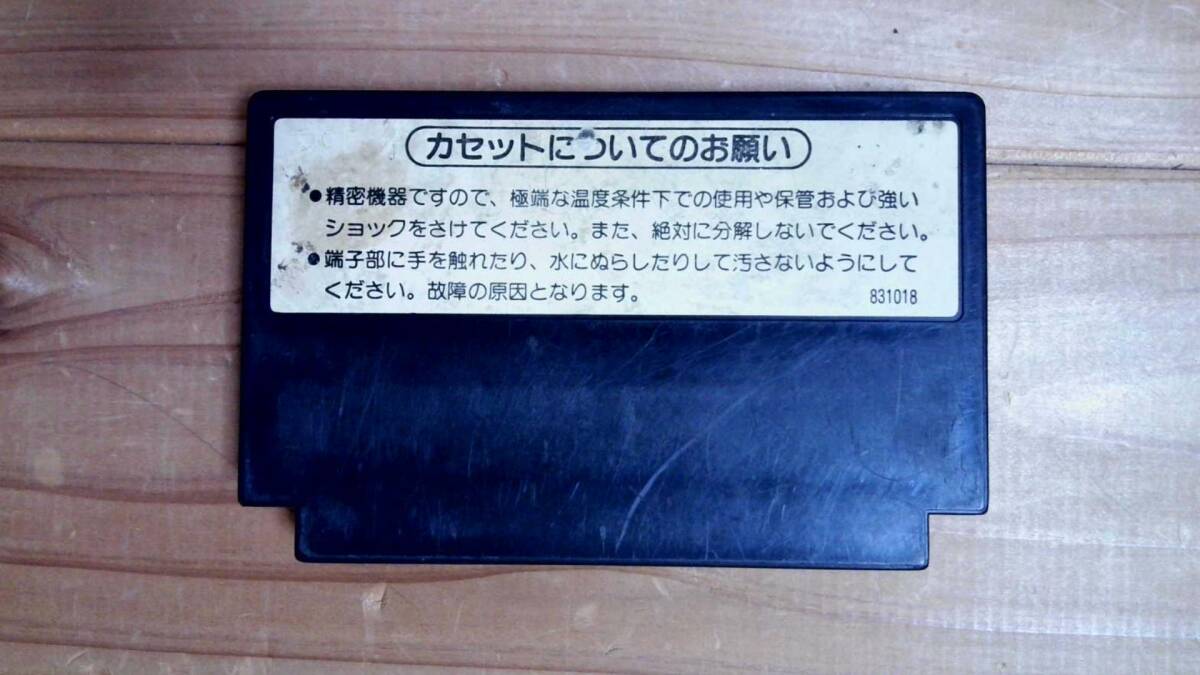 カセットについてのお願い
●精密機器ですので、極端な温度条件下での使用や保管および強い
ショックをさけてください。また、絶対に分解しないでください。
●端子部に手を触れたり、水にぬらしたりして汚さないようにして
ください。故障の原因となります。
831018